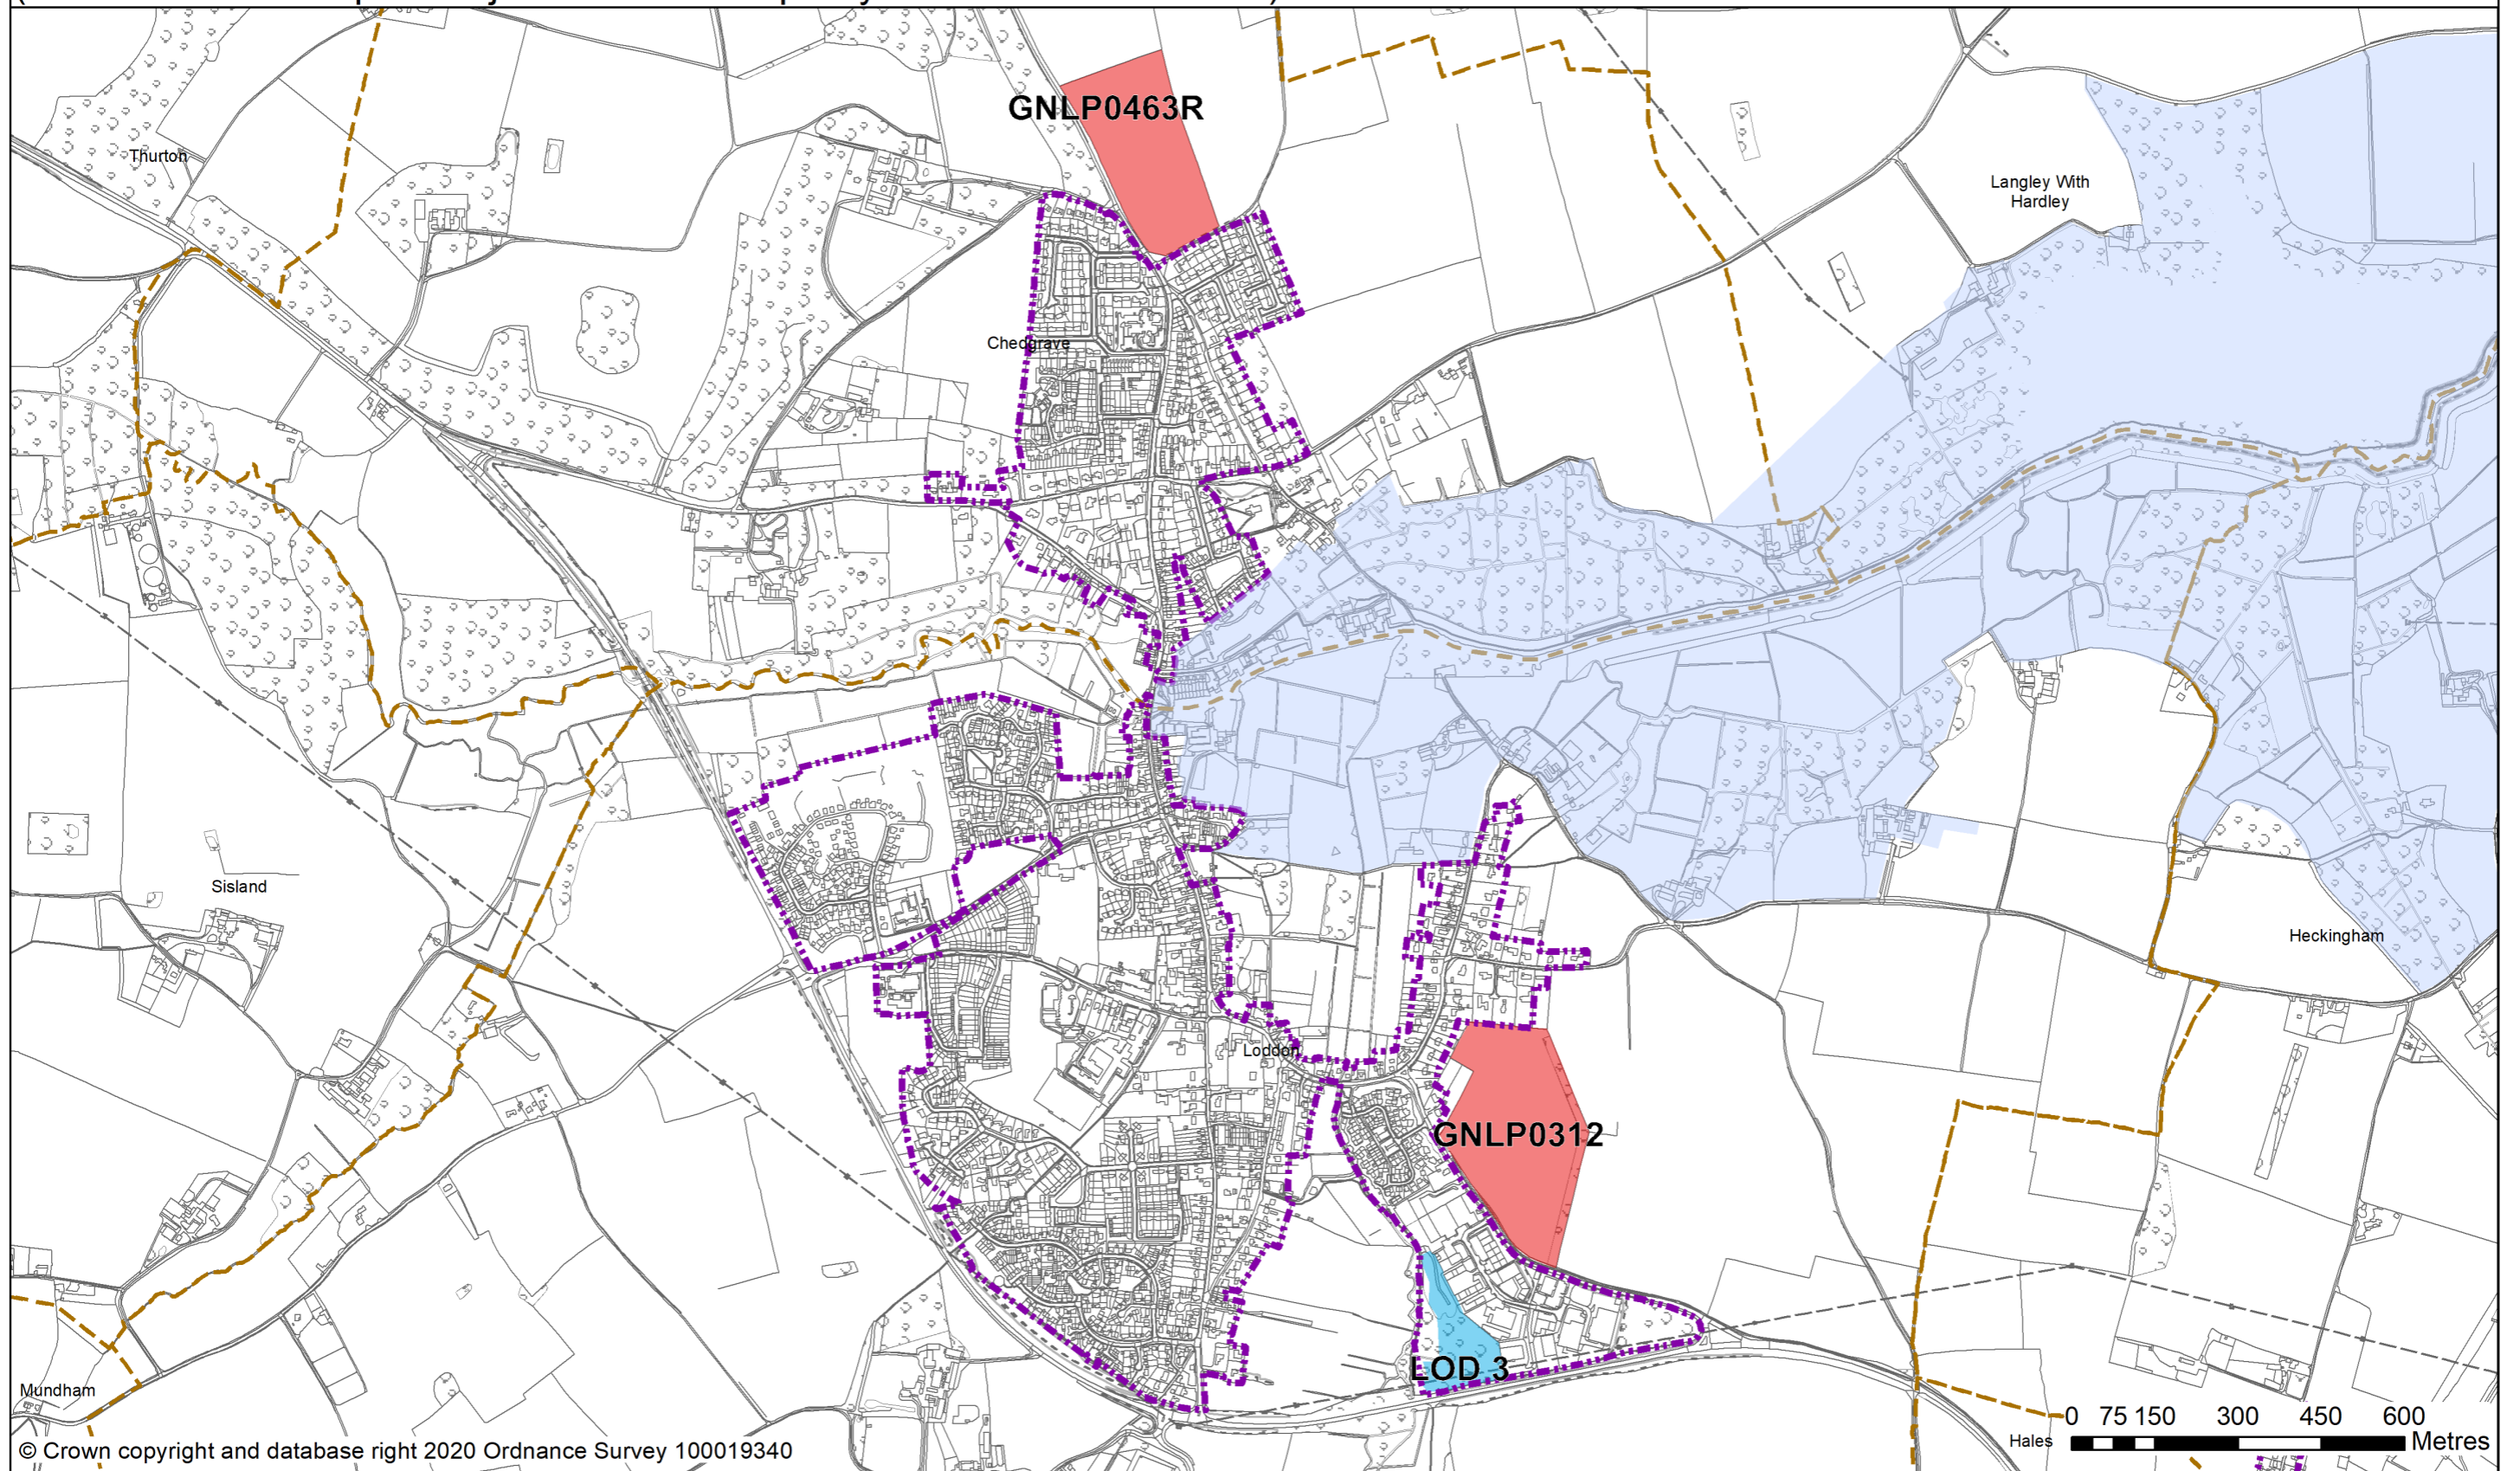 GNLP0463R
Thurton
Langley With
Hardley
Chedgrave
Sisland
Heckingham
Loddon
GNLP0312
LOD 3
Mundham
0 75 150 300 450 600
Hales
Metres
© Crown copyright and database right 2020 Ordnance Survey 100019340